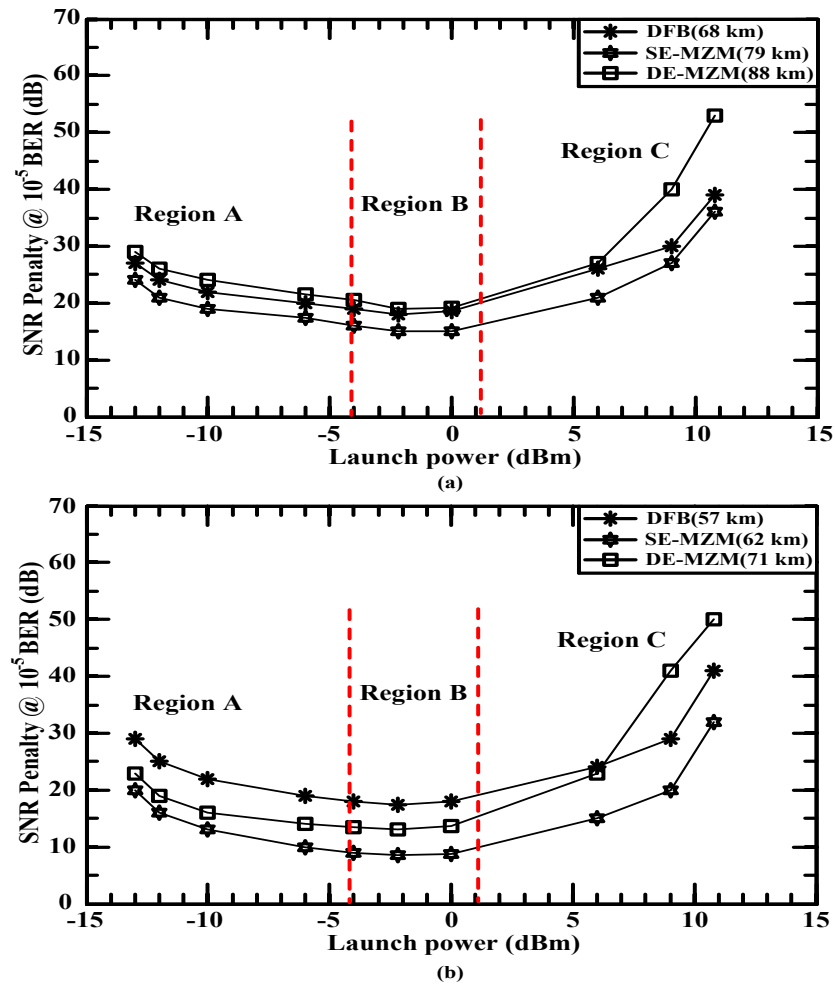 70
60
50
40
30
20
10
0
SNR Penalty @ 10⁻⁵ BER (dB)
DFB(68 km)
SE-MZM(79 km)
DE-MZM(88 km)
Region A
Region B
Region C
-15 -10 -5 0 5 10 15
Launch power (dBm)
(a)
70
60
50
40
30
20
10
0
SNR Penalty @ 10⁻⁵ BER (dB)
DFB(57 km)
SE-MZM(62 km)
DE-MZM(71 km)
Region A
Region B
Region C
-15 -10 -5 0 5 10 15
Launch power (dBm)
(b)